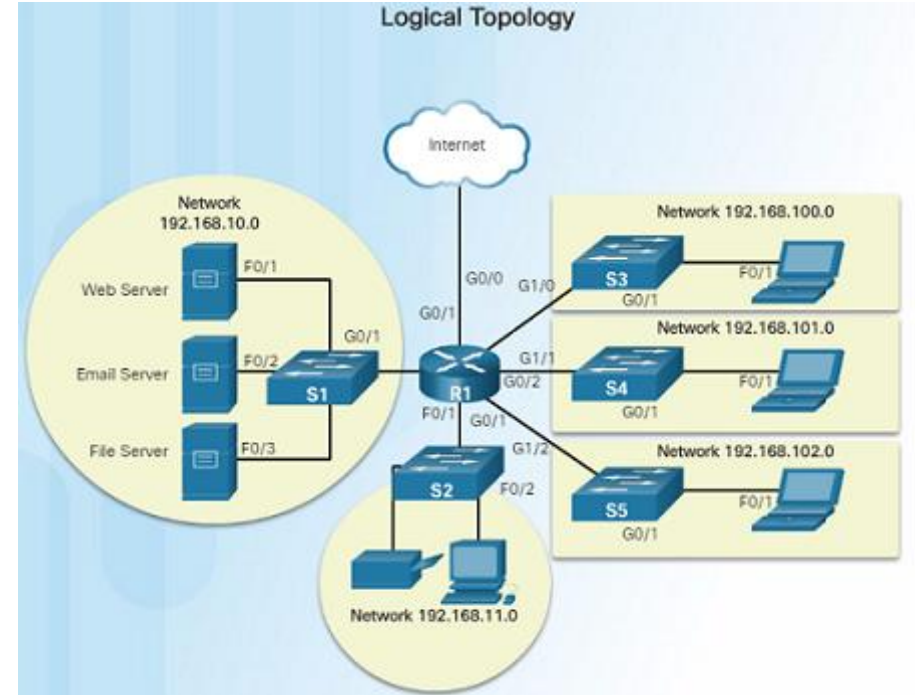 Logical Topology
Internet
Network
192.168.10.0
Web Server
F0/1
Email Server
F0/2
File Server
F0/3
G0/1
S1
G0/0
G0/1
R1
G1/0
G1/1
G0/2
F0/1
G0/1
G1/2
S2
F0/2
Network 192.168.11.0
Network 192.168.100.0
S3
G0/1
F0/1
Network 192.168.101.0
S4
G0/1
F0/1
Network 192.168.102.0
S5
G0/1
F0/1